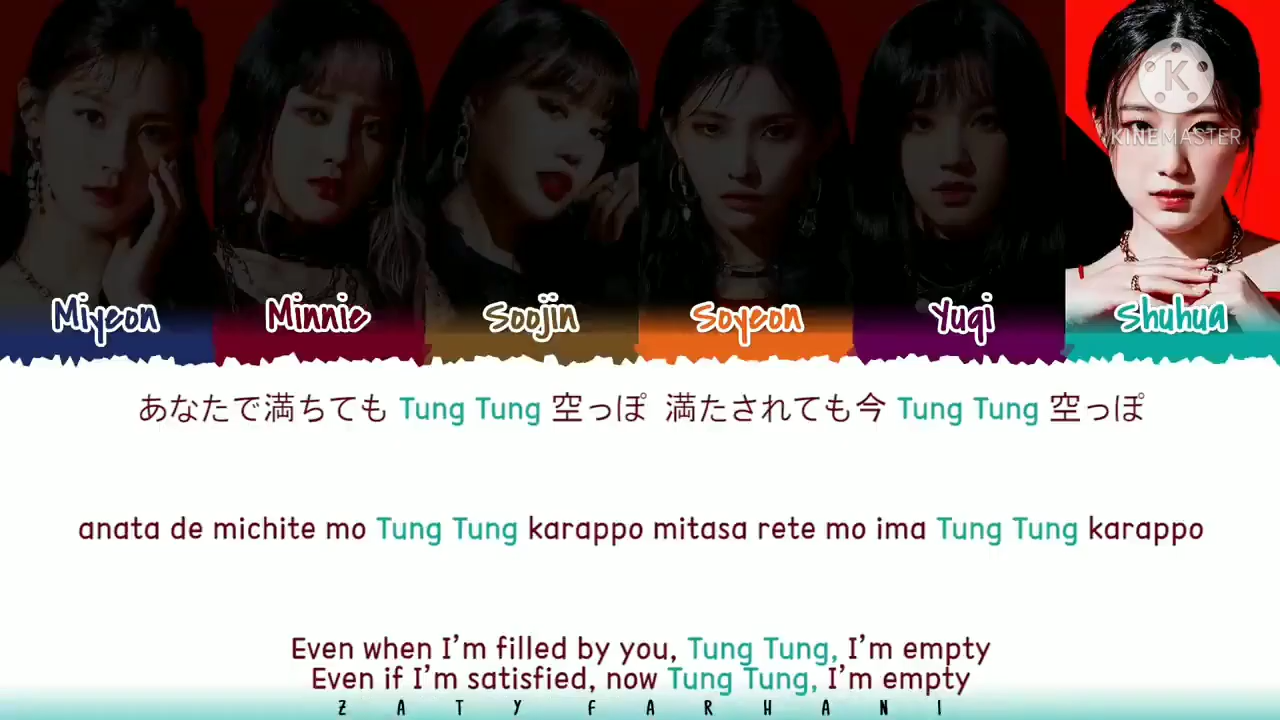 K
KINEMASTER
Miyeon Minnie Soojin Soyeon Yuqi Shuhua
あなたで満ちても Tung Tung 空っぽ 満たされても今 Tung Tung 空っぽ
anata de michite mo Tung Tung karappo mitasa rete mo ima Tung Tung karappo
Even when I’m filled by you, Tung Tung, I’m empty
Even if I’m satisfied, now Tung Tung, I’m empty
ZATY FARHANI